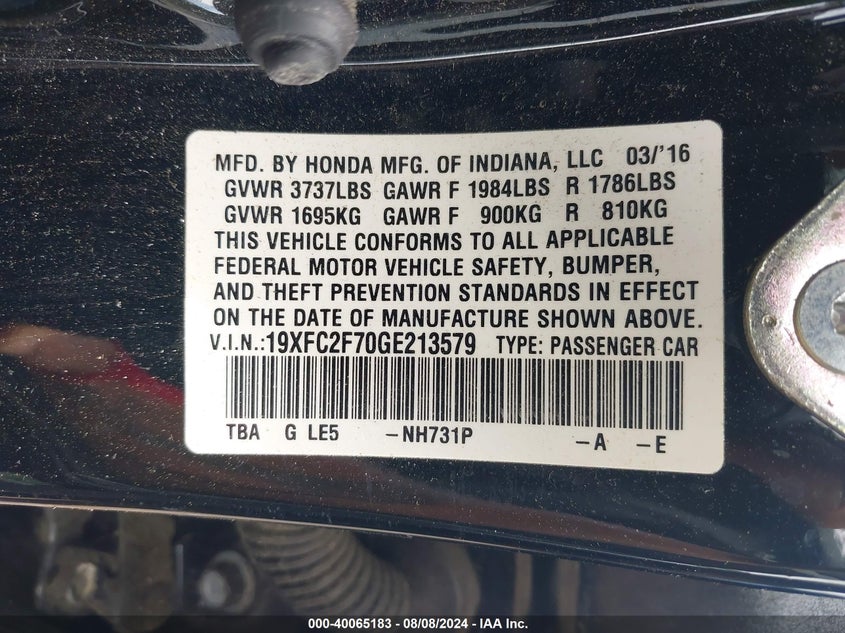 MFD. BY HONDA MFG. OF INDIANA, LLC 03/'16
GVWR 3737LBS GAWR F 1984LBS R 1786LBS
GVWR 1695KG GAWR F 900KG R 810KG
THIS VEHICLE CONFORMS TO ALL APPLICABLE
FEDERAL MOTOR VEHICLE SAFETY, BUMPER,
AND THEFT PREVENTION STANDARDS IN EFFECT
ON THE DATE OF MANUFACTURE SHOWN ABOVE.
V.I.N.:19XFC2F70GE213579 TYPE: PASSENGER CAR
TBA G LE5 -NH731P -A -E
000-40065183 - 08/08/2024 - IAA Inc.